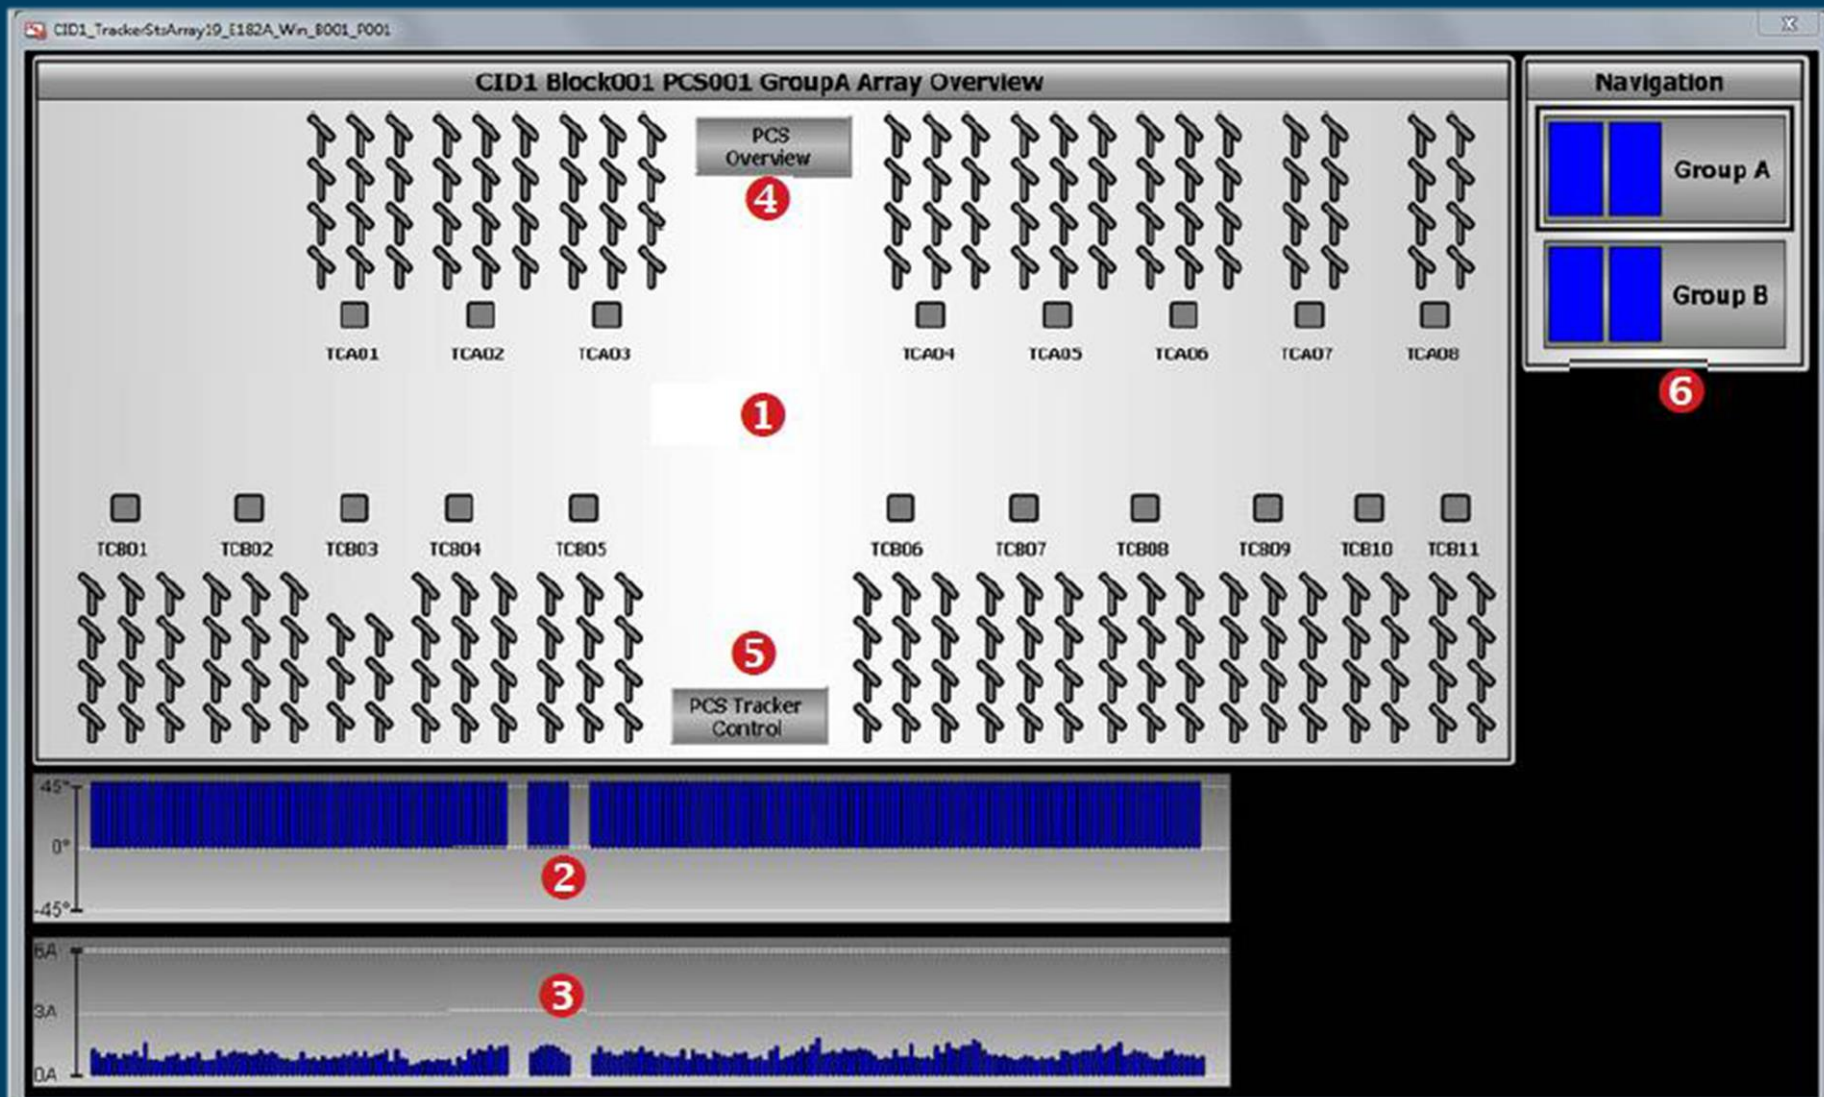 CID1_TrackerStsArray19_E182A_Win_B001_P001
X
CID1 Block001 PCS001 GroupA Array Overview
Navigation
PCS
Overview
4
Group A
Group B
6
TCA01 TCA02 TCA03 TCA04 TCA05 TCA06 TCA07 TCA08
1
TCB01 TCB02 TCB03 TCB04 TCB05 TCB06 TCB07 TCB08 TCB09 TCB10 TCB11
5
PCS Tracker
Control
45°
0°
2
-45°
6A
3
3A
0A